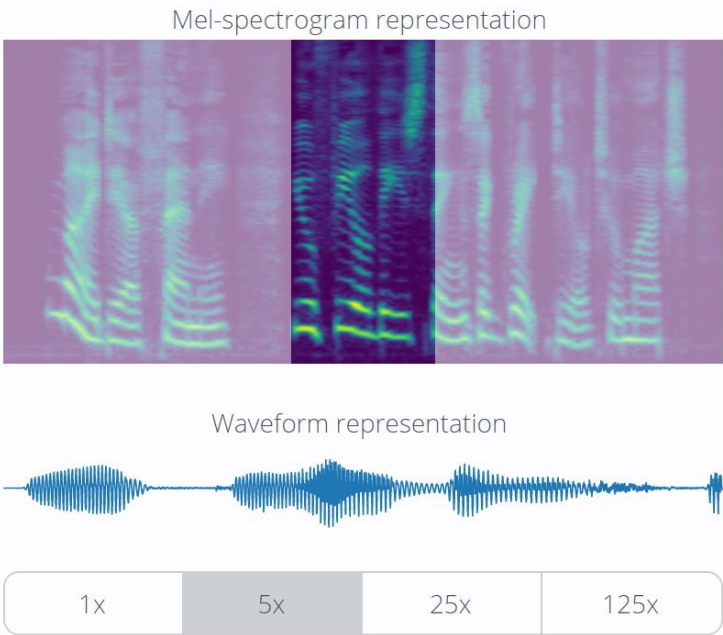 Mel-spectrogram representation
Waveform representation
1x 5x 25x 125x